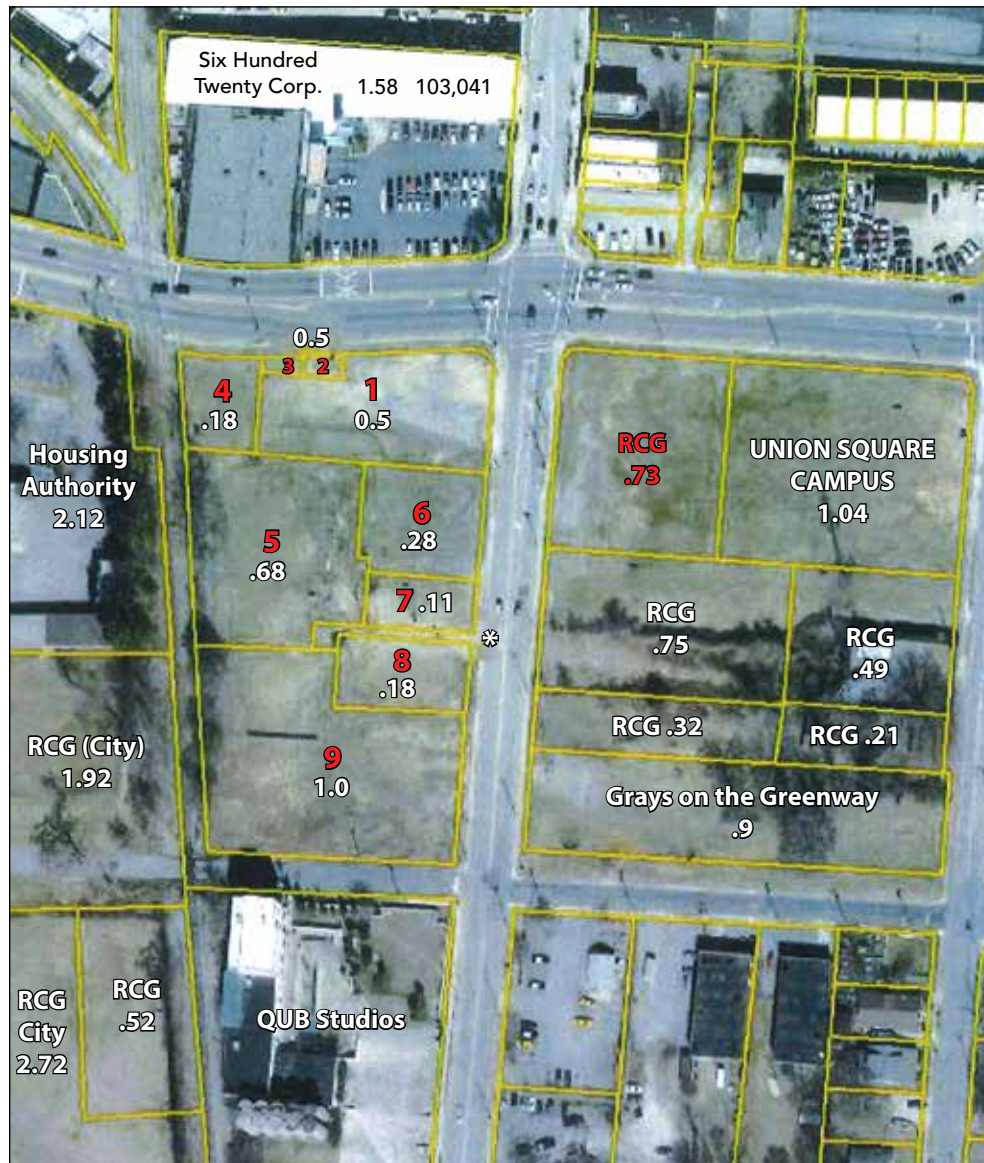 Six Hundred
Twenty Corp. 1.58 103,041
0.5
3 2
4
.18
1
0.5
RCG
.73
UNION SQUARE
CAMPUS
1.04
Housing
Authority
2.12
6
.28
5
.68
7 .11
*
RCG
.75
RCG
.49
8
.18
RCG .32
RCG .21
RCG (City)
1.92
9
1.0
Grays on the Greenway
.9
RCG
City
2.72
RCG
.52
QUB Studios